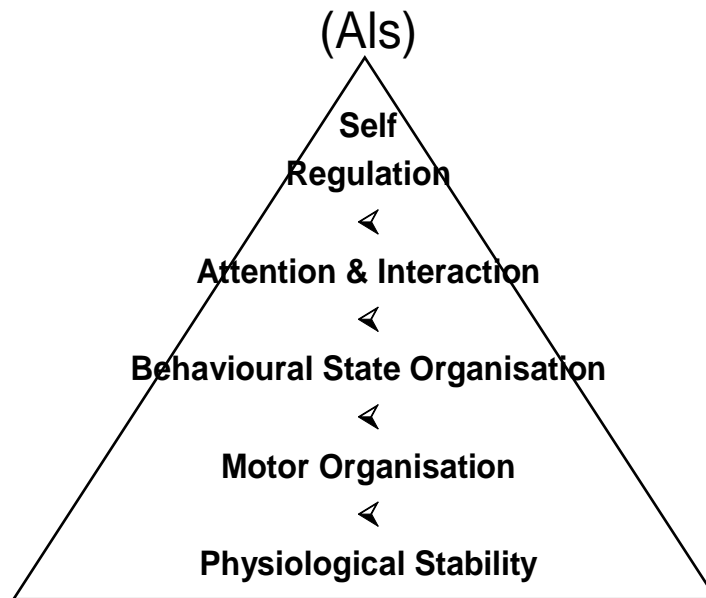 (Als)
Self
Regulation
Attention & Interaction
Behavioural State Organisation
Motor Organisation
Physiological Stability